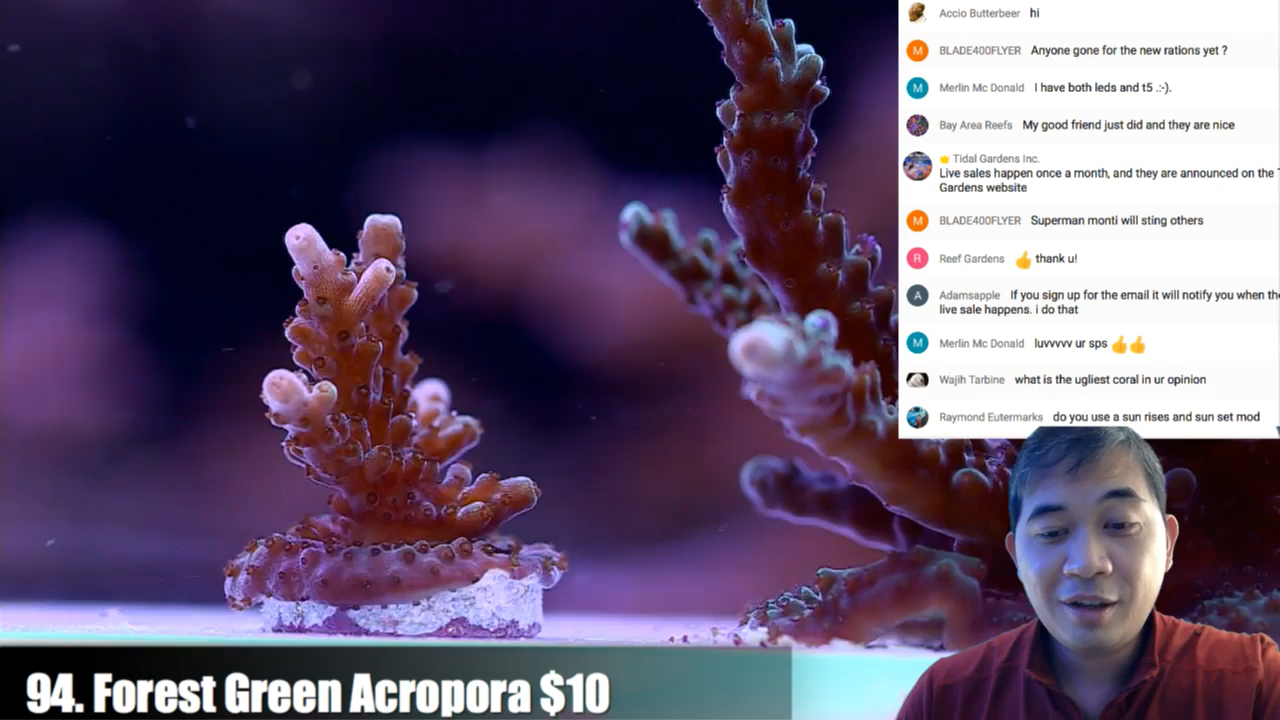 Accio Butterbeer hi
BLADE400FLYER Anyone gone for the new rations yet ?
Merlin Mc Donald I have both leds and t5 .:-).
Bay Area Reefs My good friend just did and they are nice
Tidal Gardens Inc.
Live sales happen once a month, and they are announced on the
Gardens website
BLADE400FLYER Superman monti will sting others
Reef Gardens 👍 thank u!
Adamsapple If you sign up for the email it will notify you when the
live sale happens. i do that
Merlin Mc Donald luvvvvv ur sps 👍👍
Wajih Tarbine what is the ugliest coral in ur opinion
Raymond Eutermarks do you use a sun rises and sun set mod
M
M
M
R
A
M
94. Forest Green Acropora $10